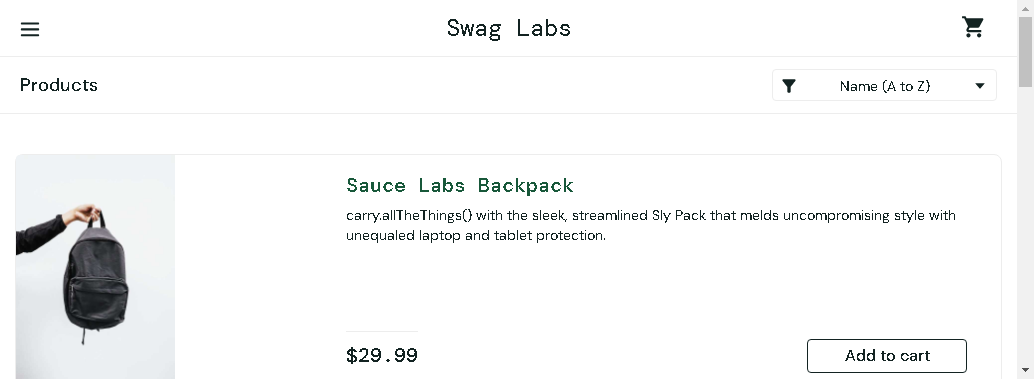 Swag Labs
Products
Name (A to Z)
Sauce Labs Backpack
carry.allTheThings() with the sleek, streamlined Sly Pack that melds uncompromising style with
unequaled laptop and tablet protection.
$29.99
Add to cart